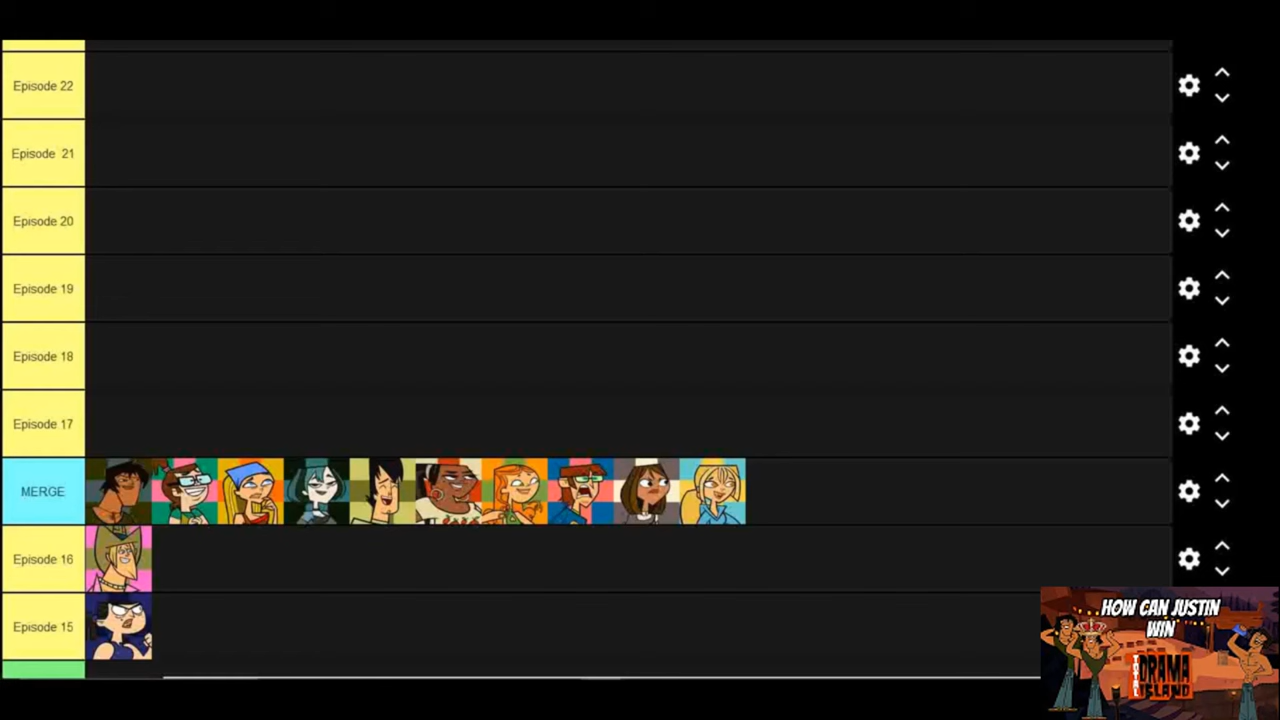 Episode 22
Episode 21
Episode 20
Episode 19
Episode 18
Episode 17
MERGE
Episode 16
Episode 15
HOW CAN JUSTIN
WIN
TOTAL
DRAMA
ISLAND